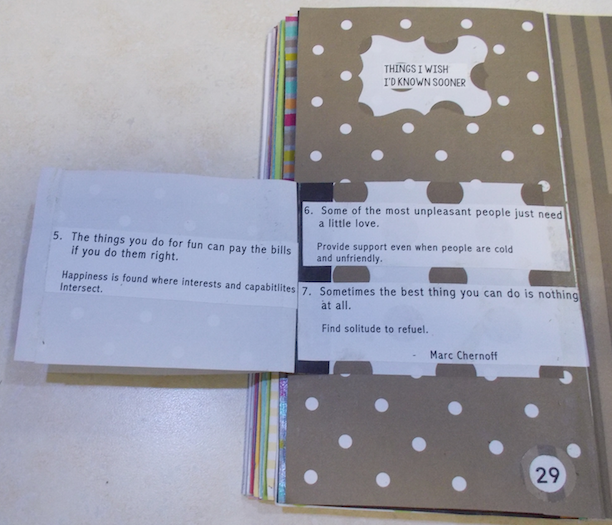 THINGS I WISH
I'D KNOWN SOONER
5. The things you do for fun can pay the bills
if you do them right.
Happiness is found where interests and capabitlites
Intersect.
6. Some of the most unpleasant people just need
a little love.
Provide support even when people are cold
and unfriendly.
7. Sometimes the best thing you can do is nothing
at all.
Find solitude to refuel.
- Marc Chernoff
29